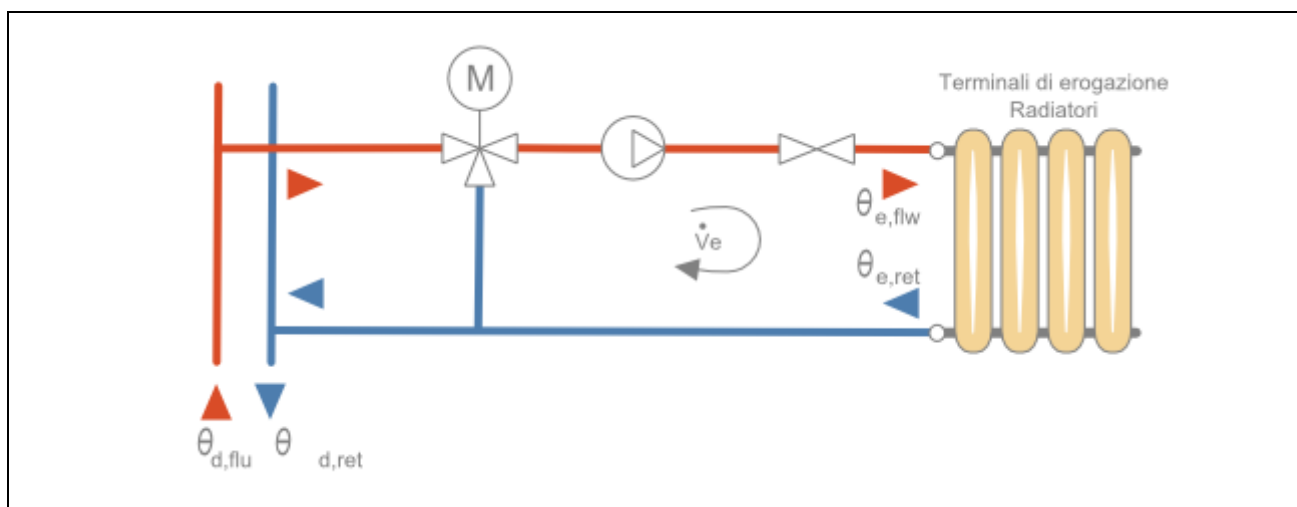 M
Terminali di erogazione
Radiatori
θe,flw
V̇e
θe,ret
θd,flu θ d,ret